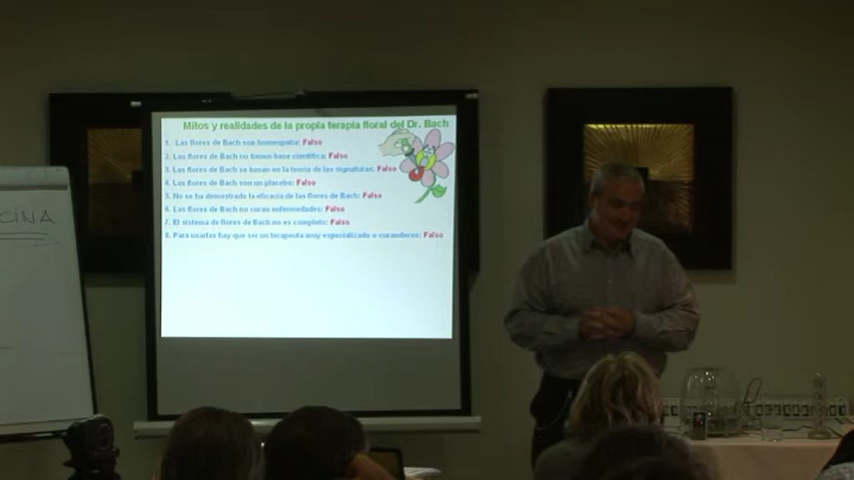 Mitos y realidades de la propia terapia floral del Dr. Bach
1. Las flores de Bach son homeopatía: Falso
2. Las flores de Bach no tienen base científica: Falso
3. Las flores de Bach se basan en la teoría de las signaturas: Falso
4. Las flores de Bach son un placebo: Falso
5. No se ha demostrado la eficacia de las flores de Bach: Falso
6. Las flores de Bach no curan enfermedades: Falso
7. El sistema de flores de Bach no es completo: Falso
8. Para usarlas hay que ser un terapeuta muy especializado o curanderos: Falso
CINA